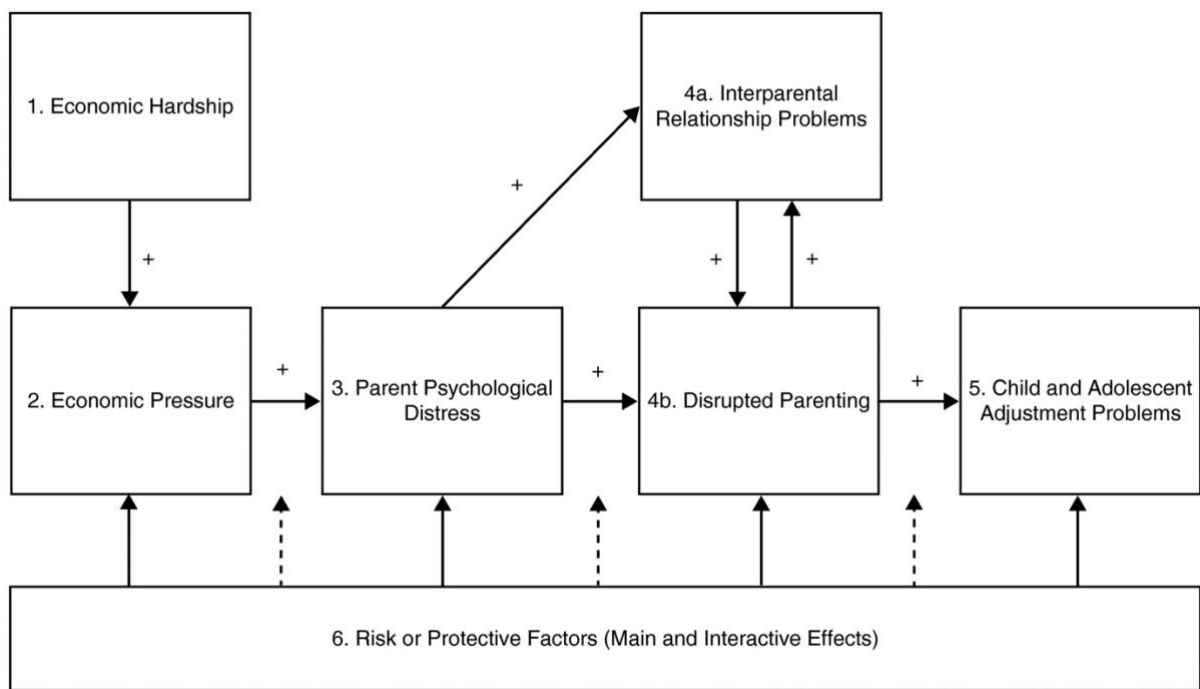 1. Economic Hardship
4a. Interparental
Relationship Problems
+
+
+
+
2. Economic Pressure
+
3. Parent Psychological
Distress
+
4b. Disrupted Parenting
+
5. Child and Adolescent
Adjustment Problems
6. Risk or Protective Factors (Main and Interactive Effects)